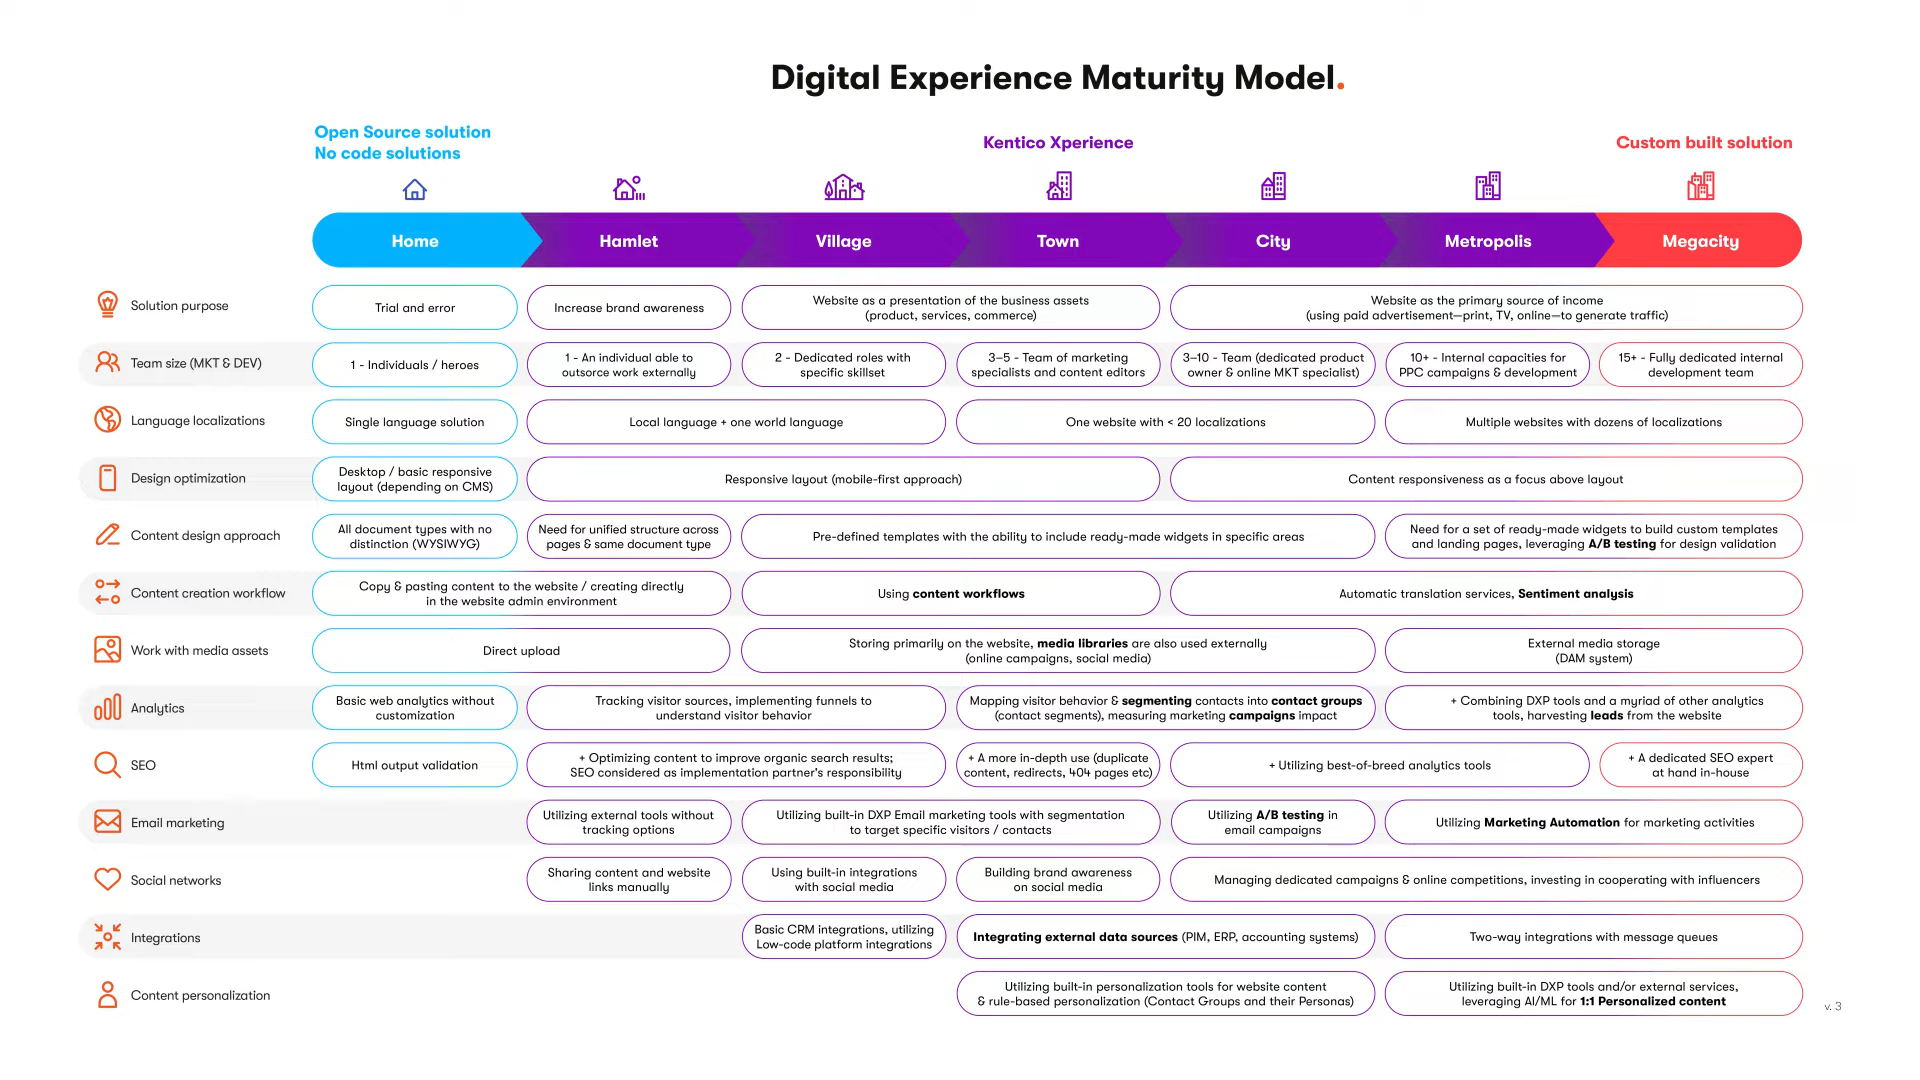 Digital Experience Maturity Model.
Open Source solution
No code solutions
Kentico Xperience
Custom built solution
Home
Hamlet
Village
Town
City
Metropolis
Megacity
Solution purpose
Trial and error
Increase brand awareness
Website as a presentation of the business assets
(product, services, commerce)
Website as the primary source of income
(using paid advertisement—print, TV, online—to generate traffic)
Team size (MKT & DEV)
1 - Individuals / heroes
1 - An individual able to
outsorce work externally
2 - Dedicated roles with
specific skillset
3–5 - Team of marketing
specialists and content editors
3–10 - Team (dedicated product
owner & online MKT specialist)
10+ - Internal capacities for
PPC campaigns & development
15+ - Fully dedicated internal
development team
Language localizations
Single language solution
Local language + one world language
One website with < 20 localizations
Multiple websites with dozens of localizations
Design optimization
Desktop / basic responsive
layout (depending on CMS)
Responsive layout (mobile-first approach)
Content responsiveness as a focus above layout
Content design approach
All document types with no
distinction (WYSIWYG)
Need for unified structure across
pages & same document type
Pre-defined templates with the ability to include ready-made widgets in specific areas
Need for a set of ready-made widgets to build custom templates
and landing pages, leveraging A/B testing for design validation
Content creation workflow
Copy & pasting content to the website / creating directly
in the website admin environment
Using content workflows
Automatic translation services, Sentiment analysis
Work with media assets
Direct upload
Storing primarily on the website, media libraries are also used externally
(online campaigns, social media)
External media storage
(DAM system)
Analytics
Basic web analytics without
customization
Tracking visitor sources, implementing funnels to
understand visitor behavior
Mapping visitor behavior & segmenting contacts into contact groups
(contact segments), measuring marketing campaigns impact
+ Combining DXP tools and a myriad of other analytics
tools, harvesting leads from the website
SEO
Html output validation
+ Optimizing content to improve organic search results;
SEO considered as implementation partner's responsibility
+ A more in-depth use (duplicate
content, redirects, 404 pages etc)
+ Utilizing best-of-breed analytics tools
+ A dedicated SEO expert
at hand in-house
Email marketing
Utilizing external tools without
tracking options
Utilizing built-in DXP Email marketing tools with segmentation
to target specific visitors / contacts
Utilizing A/B testing in
email campaigns
Utilizing Marketing Automation for marketing activities
Social networks
Sharing content and website
links manually
Using built-in integrations
with social media
Building brand awareness
on social media
Managing dedicated campaigns & online competitions, investing in cooperating with influencers
Integrations
Basic CRM integrations, utilizing
Low-code platform integrations
Integrating external data sources (PIM, ERP, accounting systems)
Two-way integrations with message queues
Content personalization
Utilizing built-in personalization tools for website content
& rule-based personalization (Contact Groups and their Personas)
Utilizing built-in DXP tools and/or external services,
leveraging AI/ML for 1:1 Personalized content
v. 3